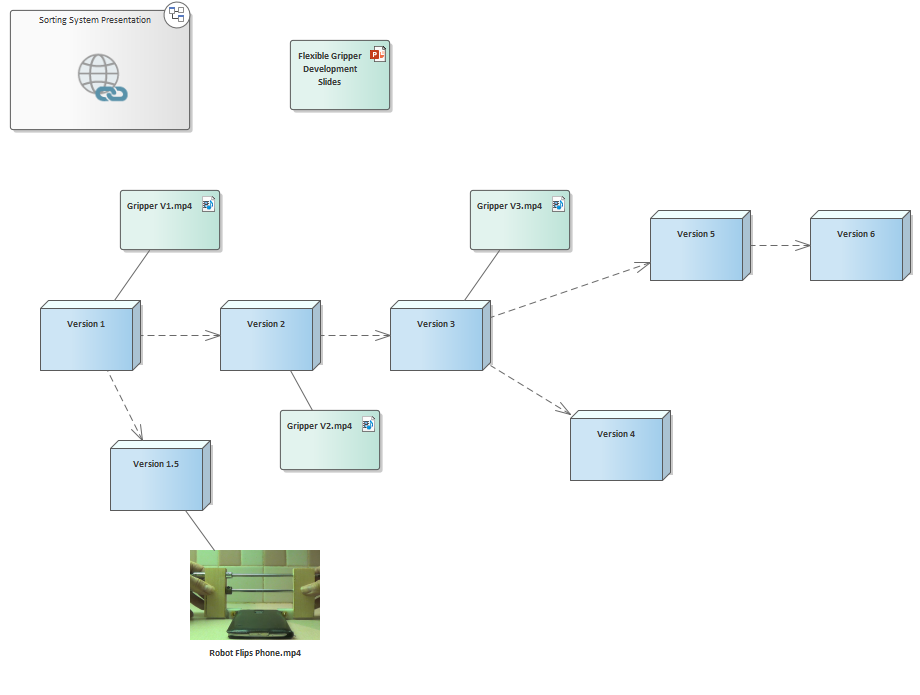 Sorting System Presentation
Flexible Gripper
Development
Slides
Gripper V1.mp4
Gripper V3.mp4
Version 5
Version 6
Version 1
Version 2
Version 3
Gripper V2.mp4
Version 4
Version 1.5
Robot Flips Phone.mp4